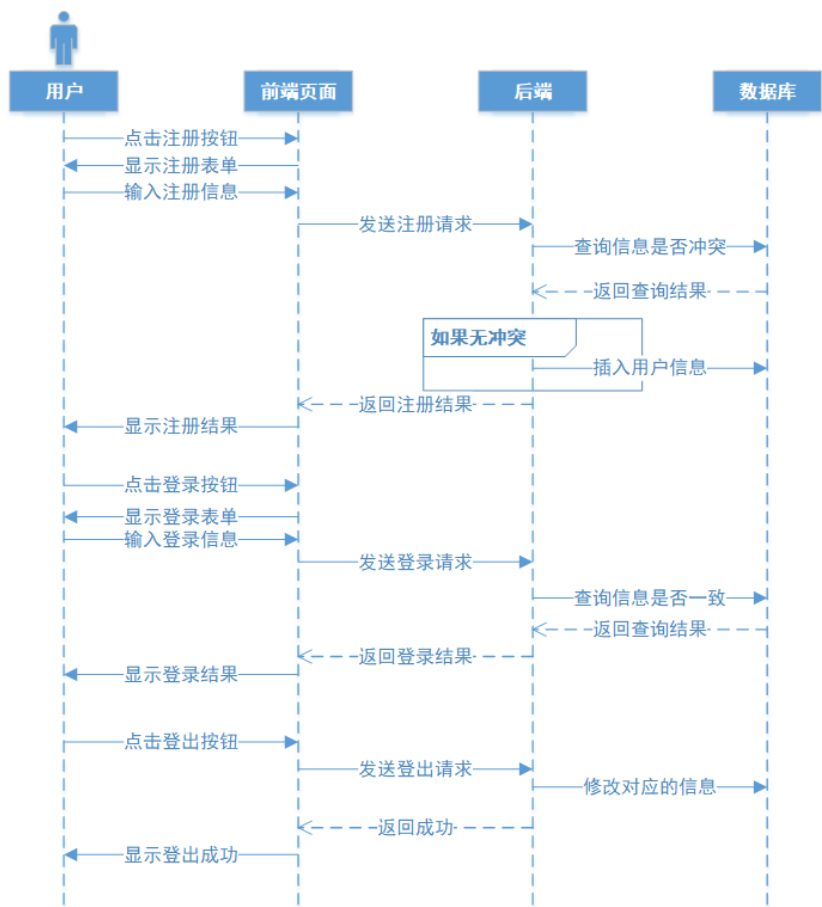 用户
前端页面
后端
数据库
点击注册按钮
显示注册表单
输入注册信息
发送注册请求
查询信息是否冲突
返回查询结果
如果无冲突
插入用户信息
返回注册结果
显示注册结果
点击登录按钮
显示登录表单
输入登录信息
发送登录请求
查询信息是否一致
返回查询结果
返回登录结果
显示登录结果
点击登出按钮
发送登出请求
修改对应的信息
返回成功
显示登出成功